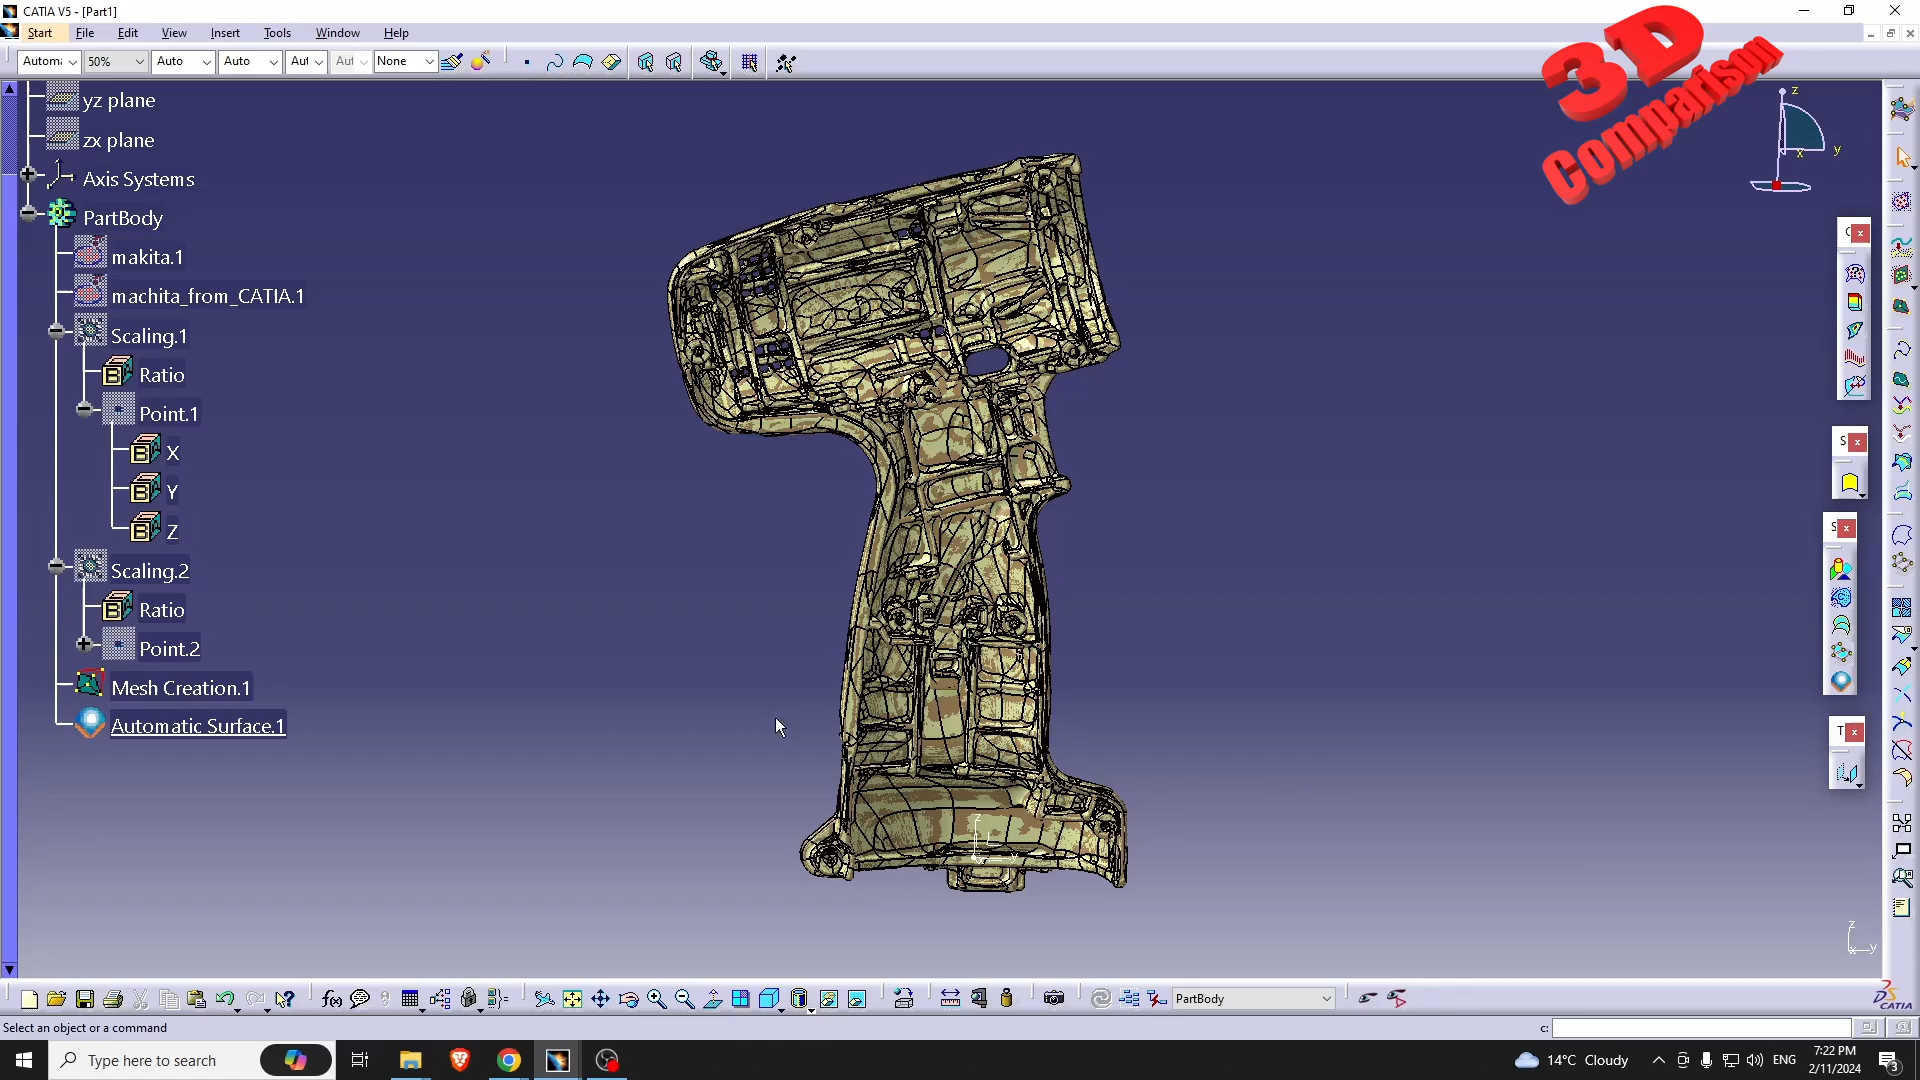 CATIA V5 - [Part1]
Start File Edit View Insert Tools Window Help
50% Auto Auto None
3D
Comparison
yz plane
zx plane
Axis Systems
PartBody
makita.1
machita_from_CATIA.1
Scaling.1
Ratio
Point.1
X
Y
Z
Scaling.2
Ratio
Point.2
Mesh Creation.1
Automatic Surface.1
z
x
y
S
S
T
z
y
z
x
y
f(x)
PartBody
CATIA
Select an object or a command
c:
Type here to search
14°C Cloudy
ENG
7:22 PM
2/11/2024
3